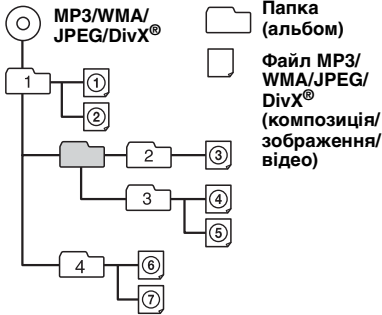 MP3/WMA/
JPEG/DivX®
Папка
(альбом)
Файл MP3/
WMA/JPEG/
DivX®
(композиція/
зображення/
відео)
1
①
②
2
③
3
④
⑤
4
⑥
⑦